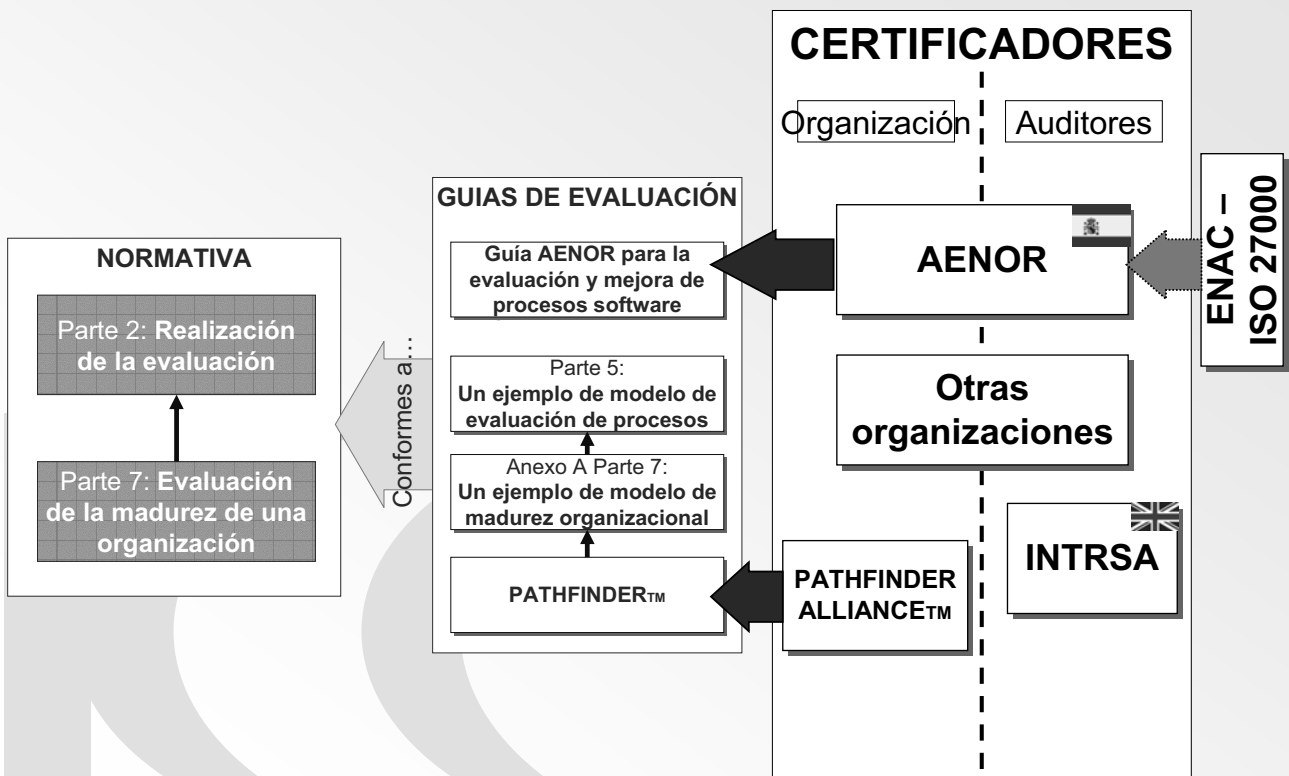 NORMATIVA
Parte 2: Realización
de la evaluación
Parte 7: Evaluación
de la madurez de una
organización
Conformes a…
GUIAS DE EVALUACIÓN
Guía AENOR para la
evaluación y mejora de
procesos software
Parte 5:
Un ejemplo de modelo de
evaluación de procesos
Anexo A Parte 7:
Un ejemplo de modelo de
madurez organizacional
PATHFINDER™
CERTIFICADORES
Organización
Auditores
AENOR
Otras
organizaciones
PATHFINDER
ALLIANCE™
INTRSA
ENAC –
ISO 27000